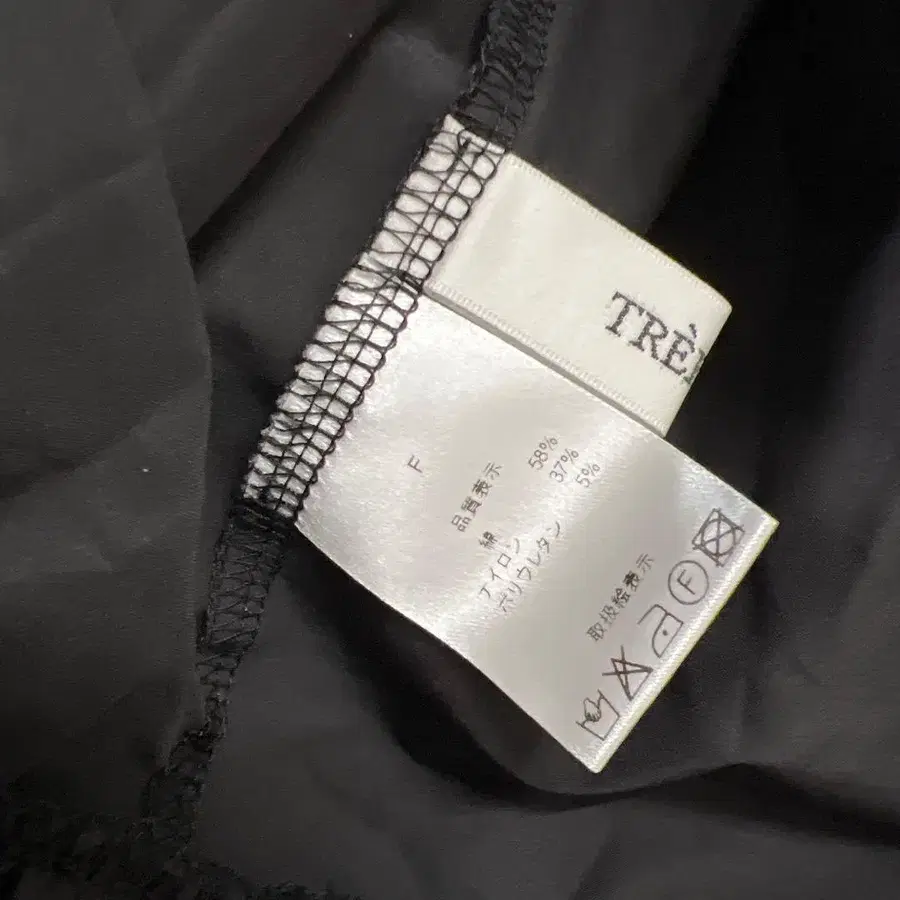 TRÈ
F
品質表示
綿 58%
ナイロン 37%
ポリウレタン 5%
取扱絵表示
F